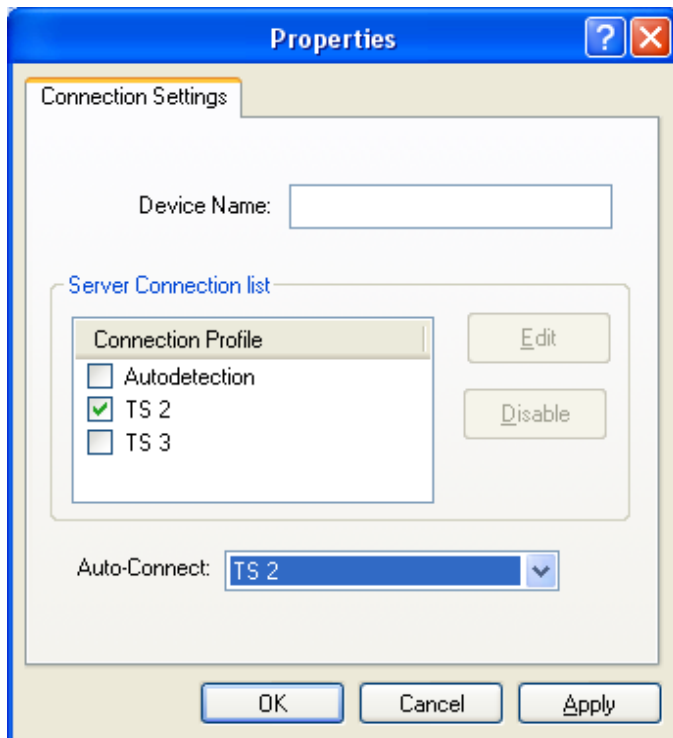 Properties
Connection Settings
Device Name:
Server Connection list
Connection Profile
Edit
Autodetection
TS 2
Disable
TS 3
Auto-Connect: TS 2
OK Cancel Apply